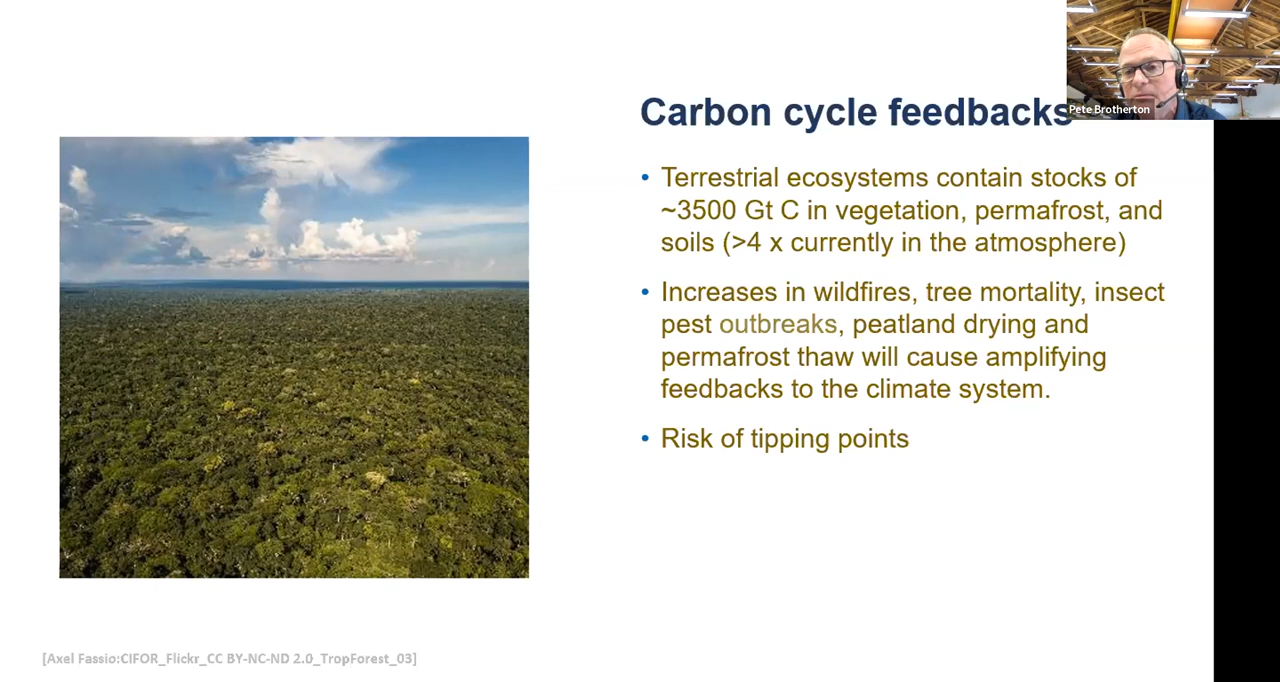 Pete Brotherton
Carbon cycle feedbacks
• Terrestrial ecosystems contain stocks of
~3500 Gt C in vegetation, permafrost, and
soils (>4 x currently in the atmosphere)
• Increases in wildfires, tree mortality, insect
pest outbreaks, peatland drying and
permafrost thaw will cause amplifying
feedbacks to the climate system.
• Risk of tipping points
[Axel Fassio:CIFOR_Flickr_CC BY-NC-ND 2.0_TropForest_03]